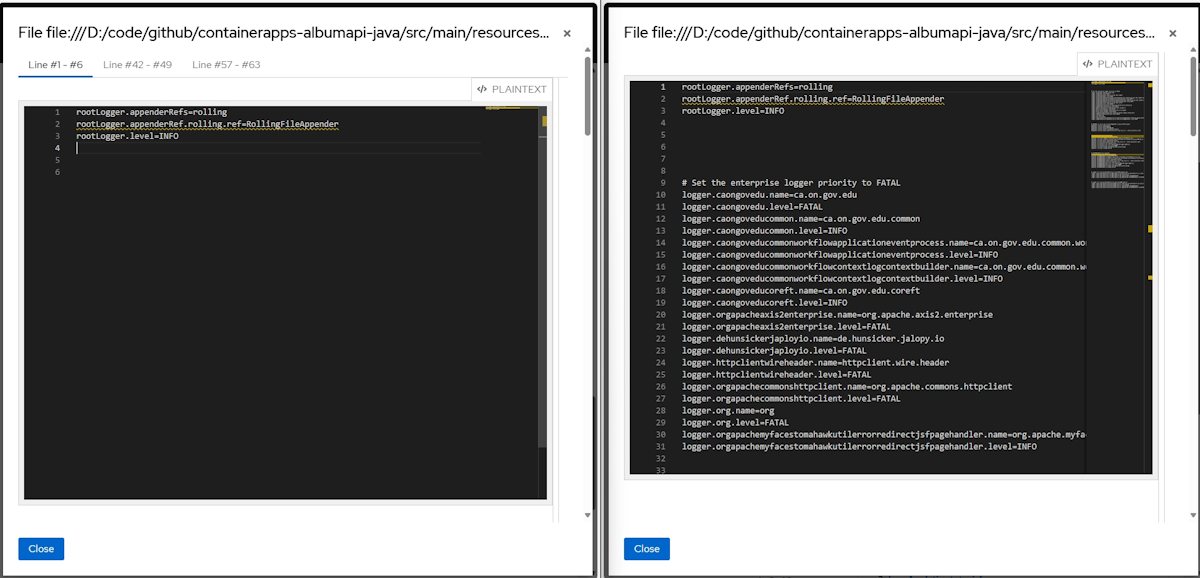 File file:///D:/code/github/containerapps-albumapi-java/src/main/resources...
Line #1 - #6
Line #42 - #49
Line #57 - #63
PLAINTEXT
1 rootLogger.appenderRefs=rolling
2 rootLogger.appenderRef.rolling.ref=RollingFileAppender
3 rootLogger.level=INFO
4
5
6
Close
File file:///D:/code/github/containerapps-albumapi-java/src/main/resources...
PLAINTEXT
1 rootLogger.appenderRefs=rolling
2 rootLogger.appenderRef.rolling.ref=RollingFileAppender
3 rootLogger.level=INFO
4
5
6
7
8
9 # Set the enterprise logger priority to FATAL
10 logger.caongovedu.name=ca.on.gov.edu
11 logger.caongovedu.level=FATAL
12 logger.caongoveducommon.name=ca.on.gov.edu.common
13 logger.caongoveducommon.level=INFO
14 logger.caongoveducommonworkflowapplicationeventprocess.name=ca.on.gov.edu.common.wo
15 logger.caongoveducommonworkflowapplicationeventprocess.level=INFO
16 logger.caongoveducommonworkflowcontextlogcontextbuilder.name=ca.on.gov.edu.common.w
17 logger.caongoveducommonworkflowcontextlogcontextbuilder.level=INFO
18 logger.caongoveducoreft.name=ca.on.gov.edu.coreft
19 logger.caongoveducoreft.level=INFO
20 logger.orgapacheaxis2enterprise.name=org.apache.axis2.enterprise
21 logger.orgapacheaxis2enterprise.level=FATAL
22 logger.dehunsickerjaployio.name=de.hunsicker.jalopy.io
23 logger.dehunsickerjaployio.level=FATAL
24 logger.httpclientwireheader.name=httpclient.wire.header
25 logger.httpclientwireheader.level=FATAL
26 logger.orgapachecommonshttpclient.name=org.apache.commons.httpclient
27 logger.orgapachecommonshttpclient.level=FATAL
28 logger.org.name=org
29 logger.org.level=FATAL
30 logger.orgapachemyfacestomahawkutilerrorredirectjsfpagehandler.name=org.apache.myfa
31 logger.orgapachemyfacestomahawkutilerrorredirectjsfpagehandler.level=INFO
32
33
Close